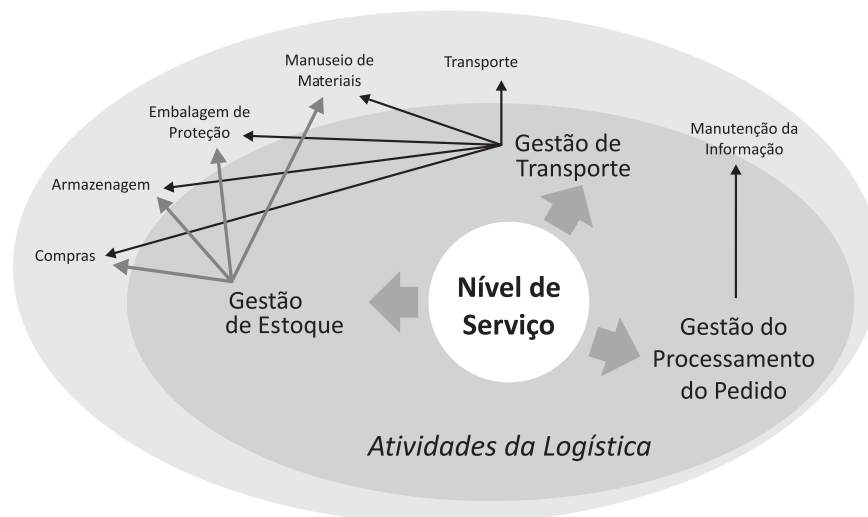 Manuseio de
Materiais
Transporte
Embalagem de
Proteção
Manutenção da
Informação
Gestão de
Transporte
Armazenagem
Compras
Nível de
Serviço
Gestão
de Estoque
Gestão do
Processamento
do Pedido
Atividades da Logística